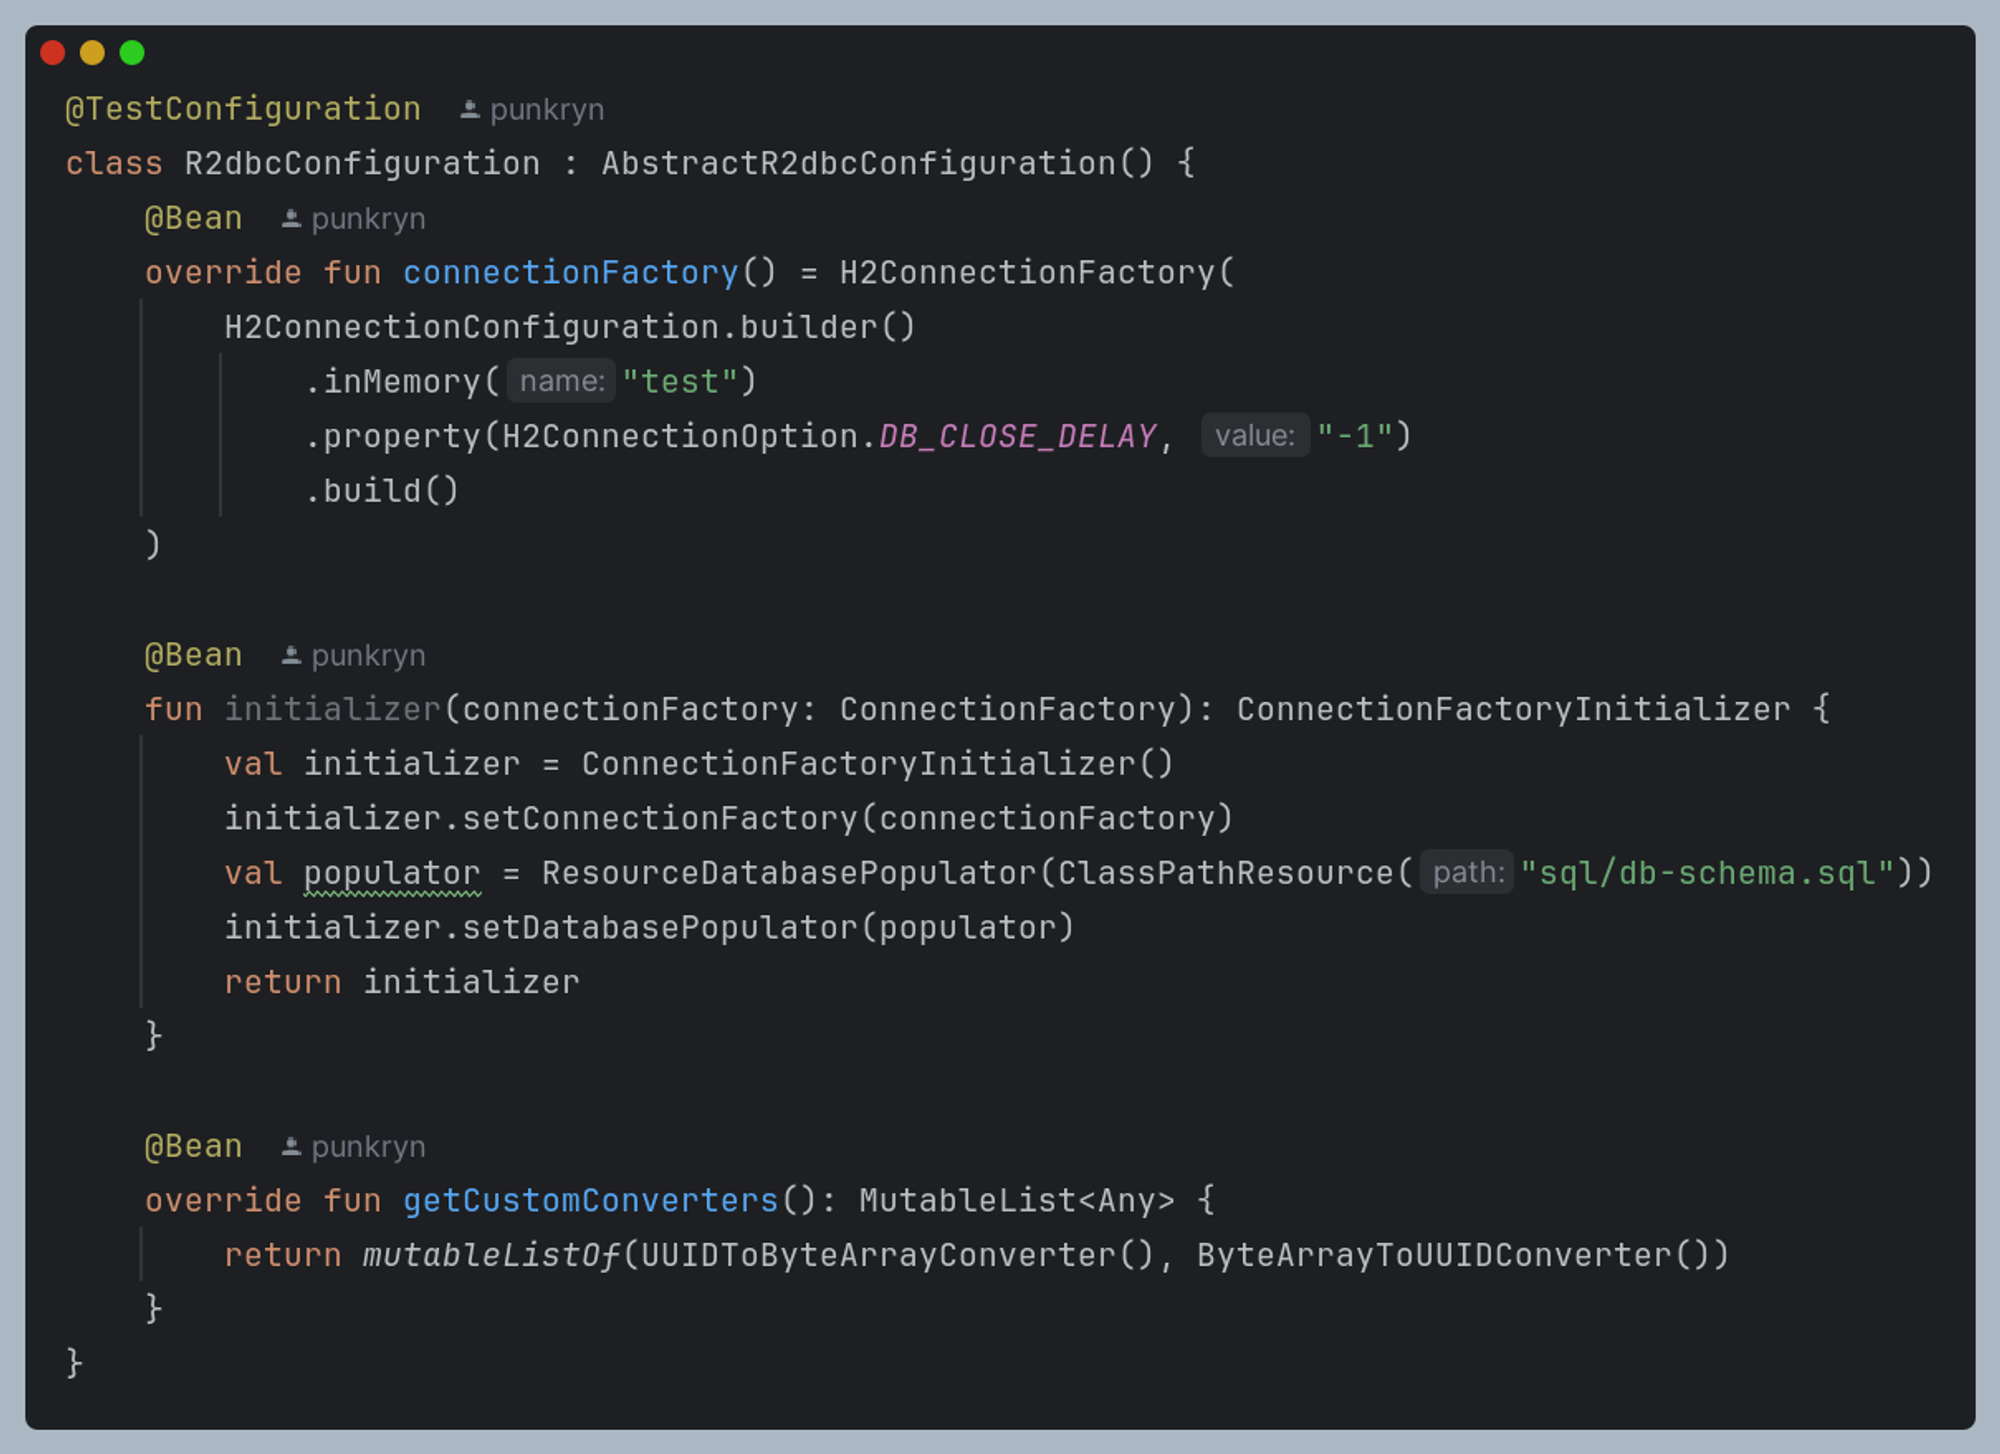 @TestConfiguration punkryn
class R2dbcConfiguration : AbstractR2dbcConfiguration() {
@Bean punkryn
override fun connectionFactory() = H2ConnectionFactory(
H2ConnectionConfiguration.builder()
.inMemory( name: "test")
.property(H2ConnectionOption.DB_CLOSE_DELAY, value: "-1")
.build()
)
@Bean punkryn
fun initializer(connectionFactory: ConnectionFactory): ConnectionFactoryInitializer {
val initializer = ConnectionFactoryInitializer()
initializer.setConnectionFactory(connectionFactory)
val populator = ResourceDatabasePopulator(ClassPathResource( path: "sql/db-schema.sql"))
initializer.setDatabasePopulator(populator)
return initializer
}
@Bean punkryn
override fun getCustomConverters(): MutableList<Any> {
return mutableListOf(UUIDToByteArrayConverter(), ByteArrayToUUIDConverter())
}
}